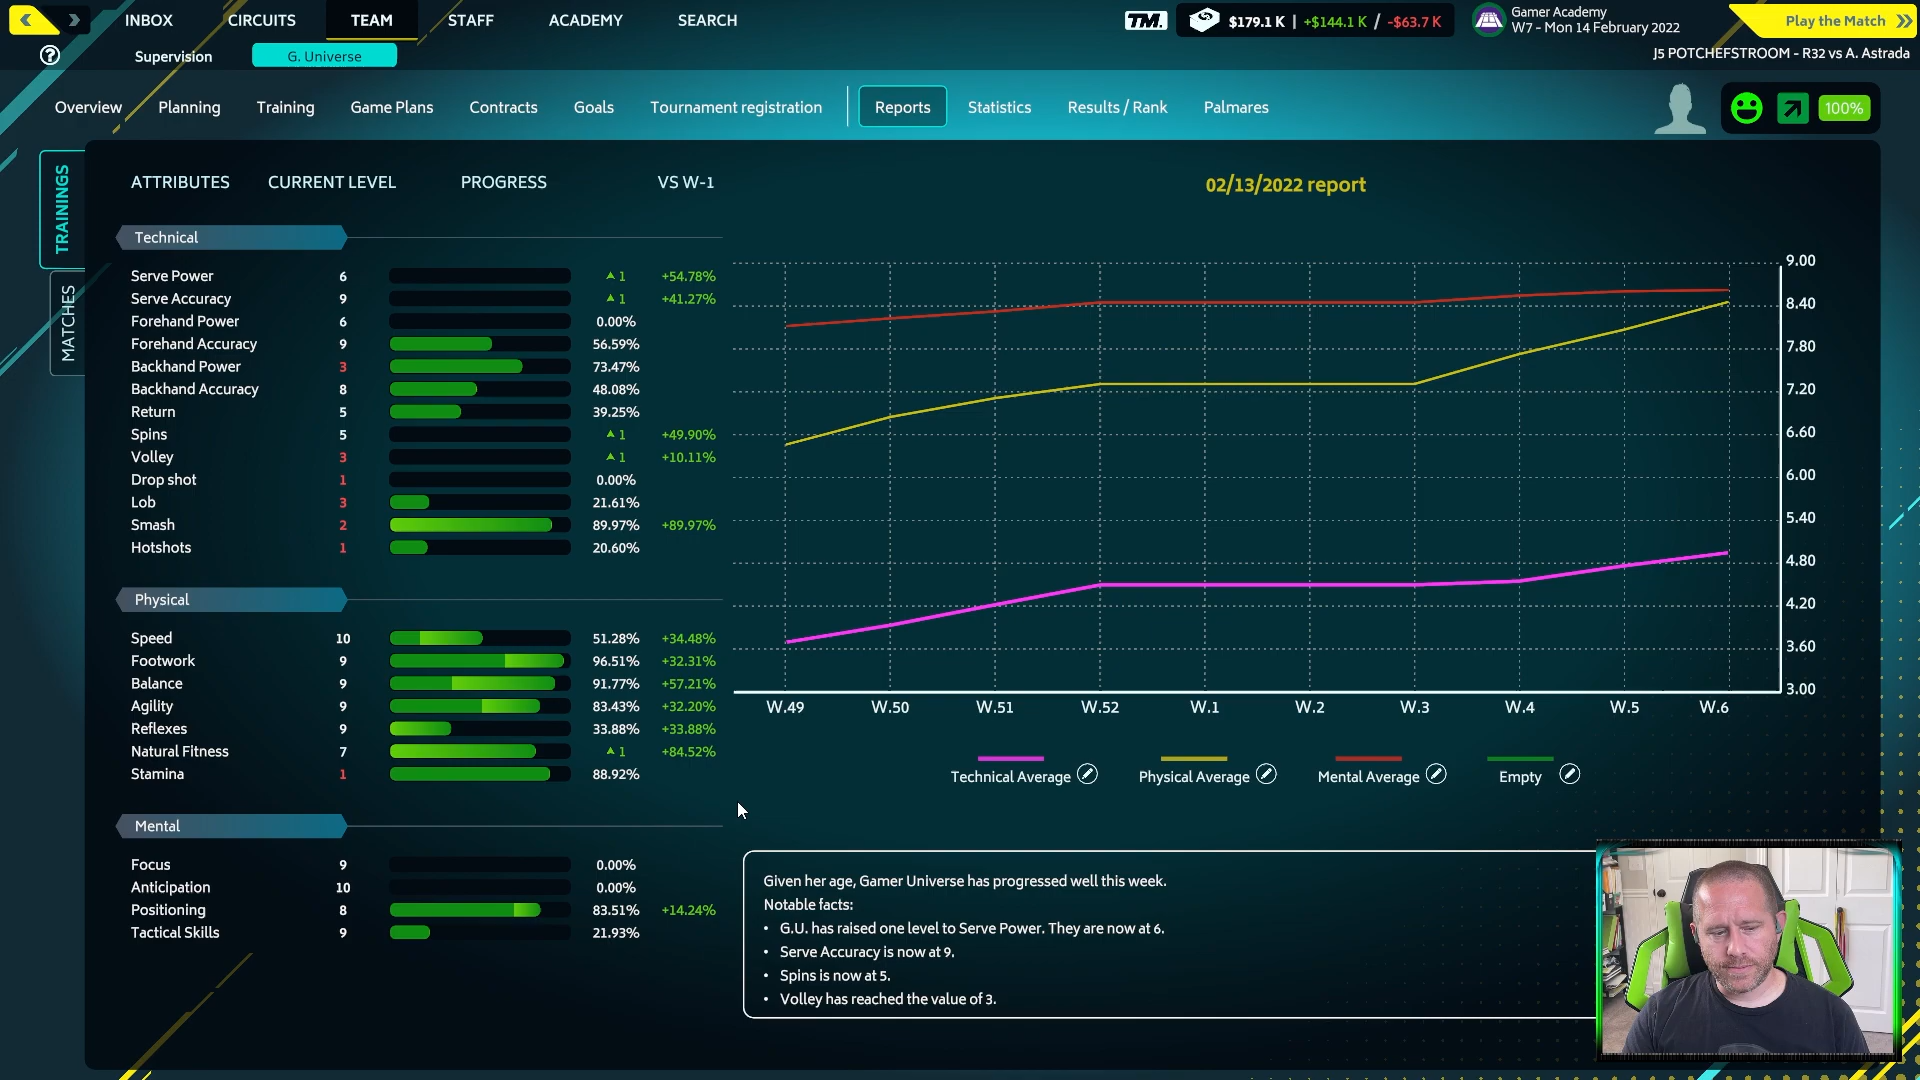 INBOX CIRCUITS TEAM STAFF ACADEMY SEARCH
TM. $179.1 K | +$144.1 K / -$63.7 K
Gamer Academy
W7 - Mon 14 February 2022
Play the Match
? Supervision G. Universe
J5 POTCHEFSTROOM - R32 vs A. Astrada
Overview Planning Training Game Plans Contracts Goals Tournament registration Reports Statistics Results / Rank Palmares
100%
TRAININGS
MATCHES
ATTRIBUTES CURRENT LEVEL PROGRESS VS W-1
Technical
Serve Power 6 1 +54.78%
Serve Accuracy 9 1 +41.27%
Forehand Power 6 0.00%
Forehand Accuracy 9 56.59%
Backhand Power 3 73.47%
Backhand Accuracy 8 48.08%
Return 5 39.25%
Spins 5 1 +49.90%
Volley 3 1 +10.11%
Drop shot 1 0.00%
Lob 3 21.61%
Smash 2 89.97% +89.97%
Hotshots 1 20.60%
Physical
Speed 10 51.28% +34.48%
Footwork 9 96.51% +32.31%
Balance 9 91.77% +57.21%
Agility 9 83.43% +32.20%
Reflexes 9 33.88% +33.88%
Natural Fitness 7 1 +84.52%
Stamina 1 88.92%
Mental
Focus 9 0.00%
Anticipation 10 0.00%
Positioning 8 83.51% +14.24%
Tactical Skills 9 21.93%
02/13/2022 report
9.00
8.40
7.80
7.20
6.60
6.00
5.40
4.80
4.20
3.60
3.00
W.49 W.50 W.51 W.52 W.1 W.2 W.3 W.4 W.5 W.6
Technical Average Physical Average Mental Average Empty
Given her age, Gamer Universe has progressed well this week.
Notable facts:
• G.U. has raised one level to Serve Power. They are now at 6.
• Serve Accuracy is now at 9.
• Spins is now at 5.
• Volley has reached the value of 3.